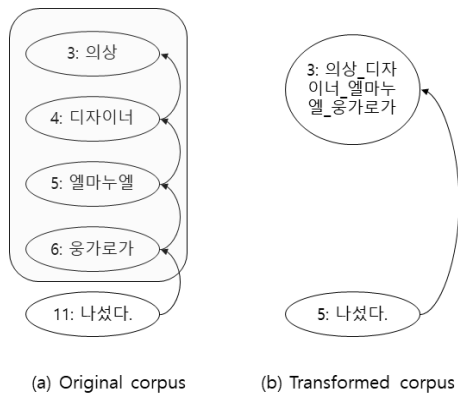 3: 의상
4: 디자이너
5: 엘마누엘
6: 웅가로가
11: 나섰다.
(a) Original corpus
3: 의상_디자
이너_엘마누
엘_웅가로가
5: 나섰다.
(b) Transformed corpus